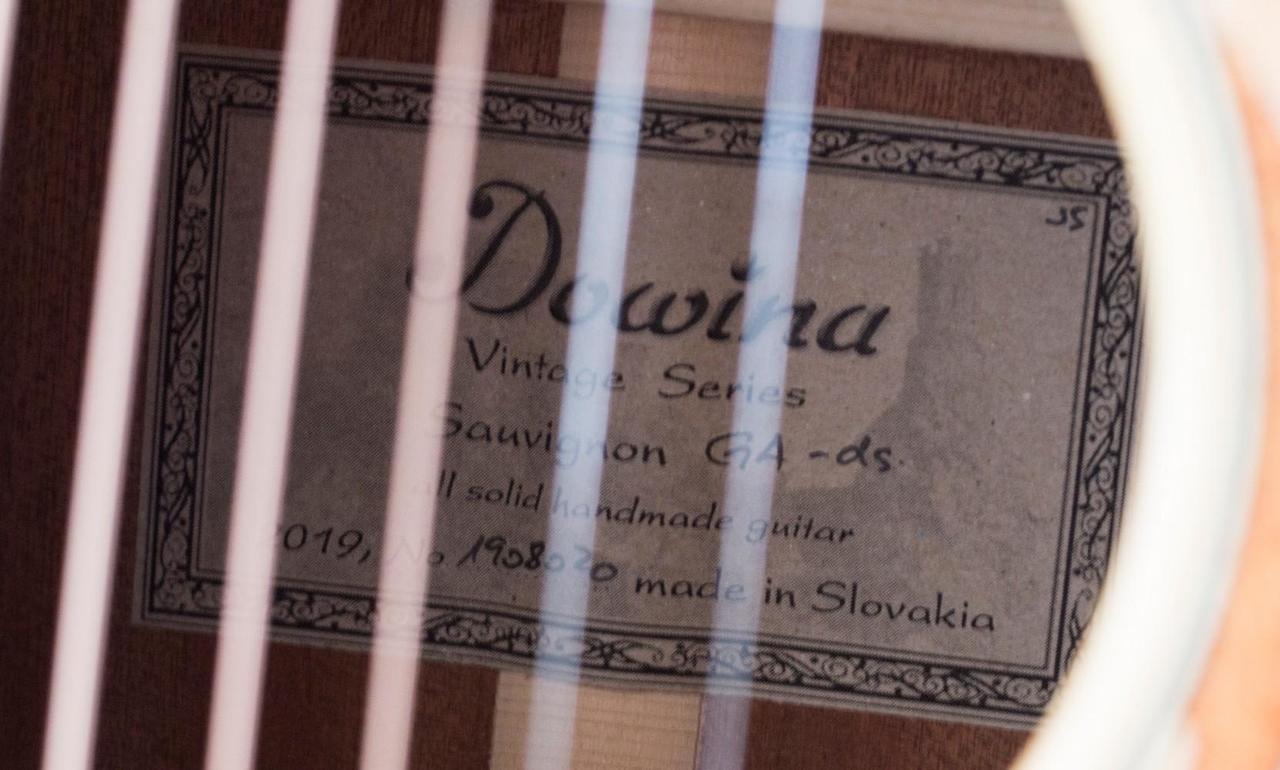 JS
Dowina
Vintage Series
Sauvignon GA-ds.
all solid handmade guitar
2019, No 1908020 made in Slovakia